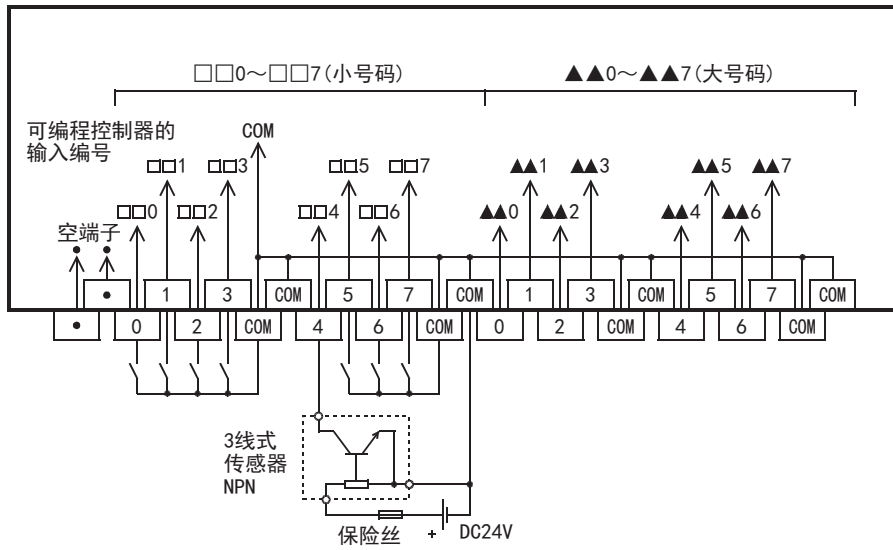 □□0～□□7(小号码)
▲▲0～▲▲7(大号码)
可编程控制器的
输入编号
COM
□□1
□□3
□□5
□□7
▲▲1
▲▲3
▲▲5
▲▲7
□□0
□□2
□□4
□□6
▲▲0
▲▲2
▲▲4
▲▲6
空端子
• 1 3 COM 5 7 COM 1 3 COM 5 7 COM
• 0 2 COM 4 6 COM 0 2 COM 4 6 COM
3线式
传感器
NPN
保险丝
+ DC24V